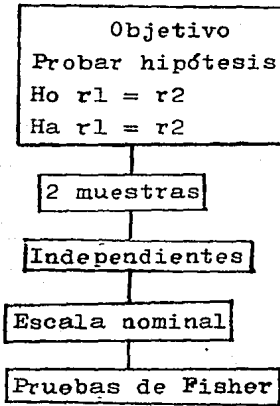 Objetivo
Probar hipótesis
Ho r1 = r2
Ha r1 = r2
2 muestras
Independientes
Escala nominal
Pruebas de Fisher